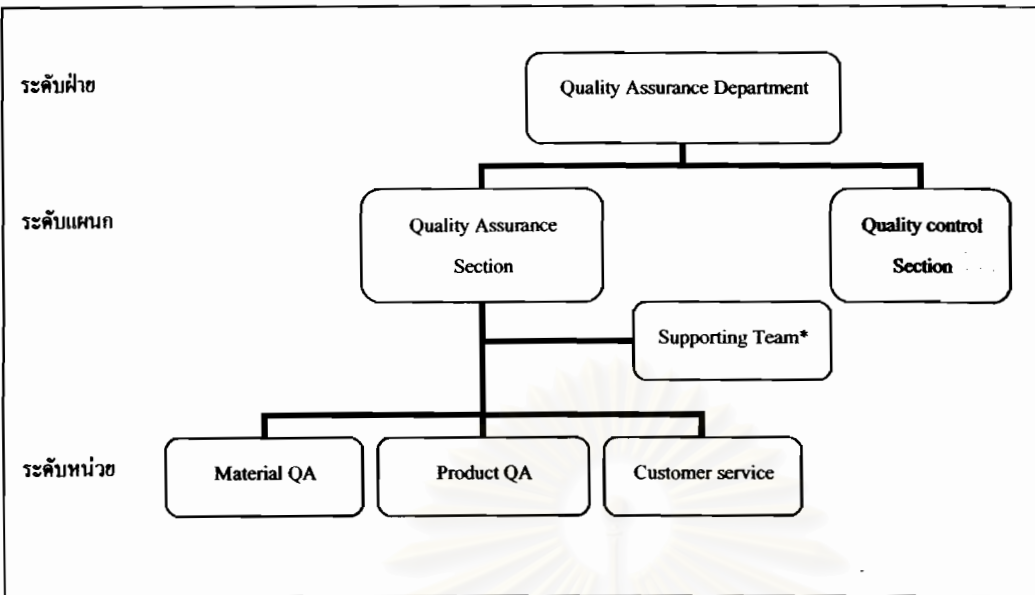 ระดับฝ่าย
Quality Assurance Department
ระดับแผนก
Quality Assurance
Section
Quality control
Section
Supporting Team*
ระดับหน่วย
Material QA
Product QA
Customer service